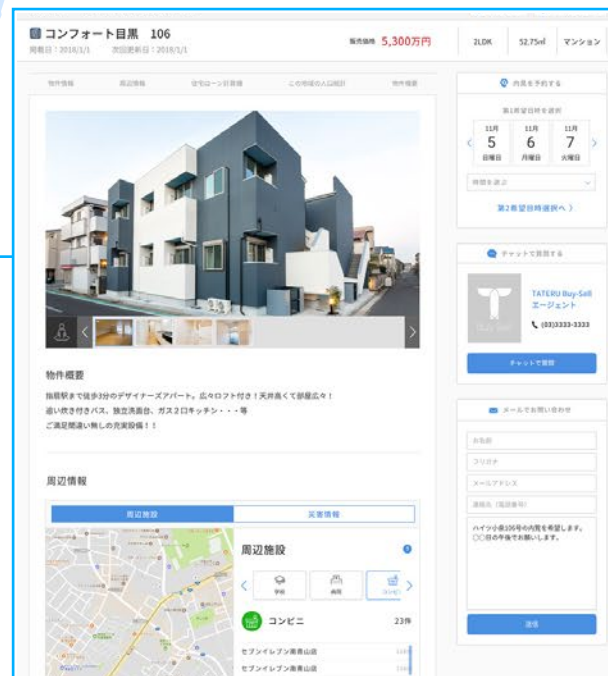 コンフォート目黒 106
掲載日：2018/1/1 次回更新日：2018/1/1
販売価格 5,300万円
2LDK 52.75㎡ マンション
物件情報 周辺情報 住宅ローン計算機 この地域の人口統計 物件概要
物件概要
指扇駅まで徒歩3分のデザイナーズアパート。広々ロフト付き！天井高くて部屋広々！
追い炊き付きバス、独立洗面台、ガス２口キッチン・・・等
ご満足間違い無しの充実設備！！
周辺情報
周辺施設 災害情報
周辺施設
学校 病院 コンビニ
コンビニ 23件
セブンイレブン南青山店
セブンイレブン南青山店
内見を予約する
第1希望日時を選択
11月 11月 11月
5 6 7
日曜日 月曜日 火曜日
時間を選ぶ
第2希望日時選択へ
チャットで質問する
TATERU Buy-Sell
エージェント
(03)3333-3333
チャットで質問
メールでお問い合わせ
お名前
フリガナ
メールアドレス
連絡先（電話番号）
ハイツ小泉106号の内覧を希望します。
〇〇日の午後でお願いします。
送信